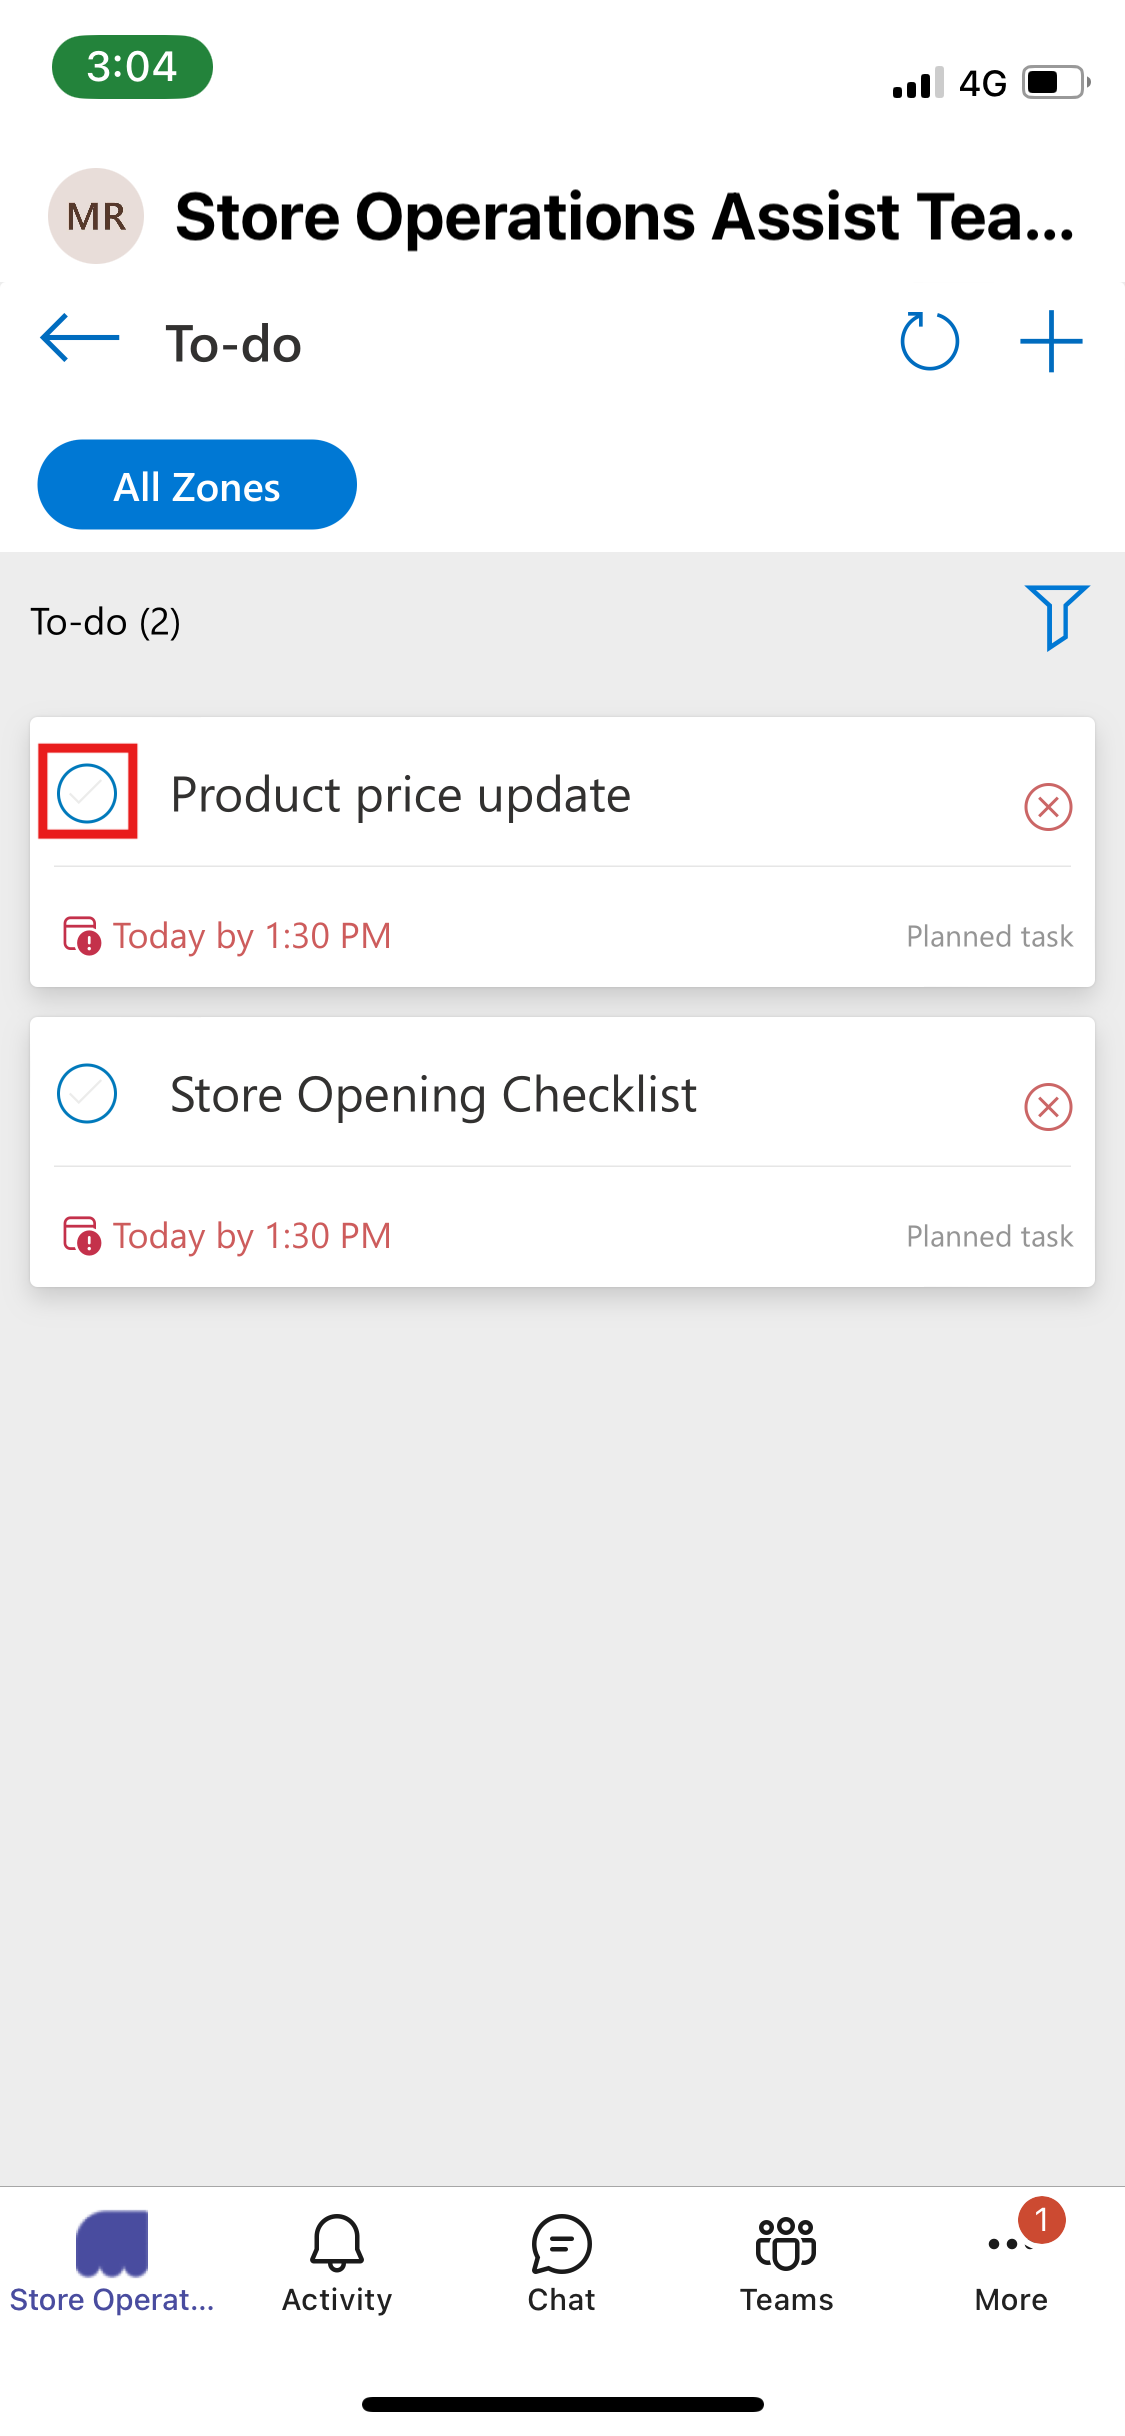 3:04
4G
MR
Store Operations Assist Tea...
To-do
All Zones
To-do (2)
Product price update
Today by 1:30 PM
Planned task
Store Opening Checklist
Today by 1:30 PM
Planned task
1
Store Operat...
Activity
Chat
Teams
More